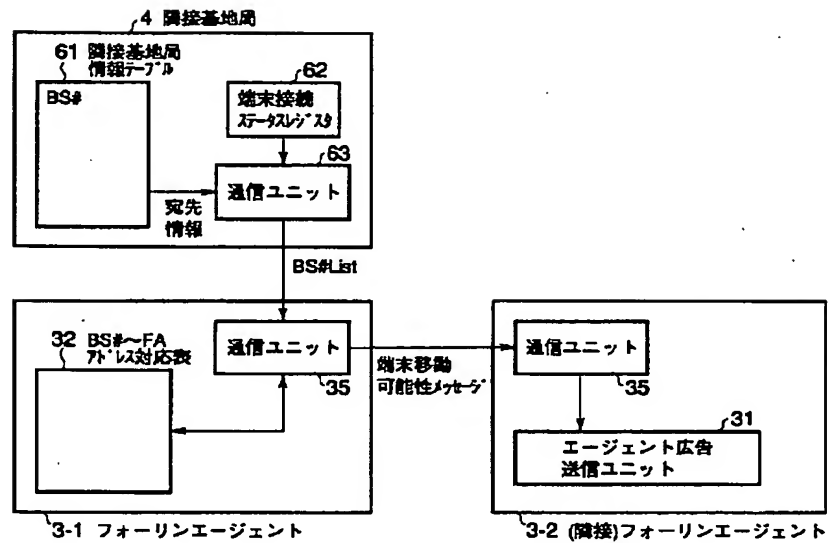 4 隣接基地局
61 隣接基地局
情報テーブル
BS#
62
端末接続
ステータスレジスタ
63
通信ユニット
宛先
情報
BS#List
32 BS#～FA
アドレス対応表
通信ユニット
35
端末移動
可能性メッセージ
通信ユニット
35
31
エージェント広告
送信ユニット
3-1 フォーリンエージェント
3-2 (隣接)フォーリンエージェント